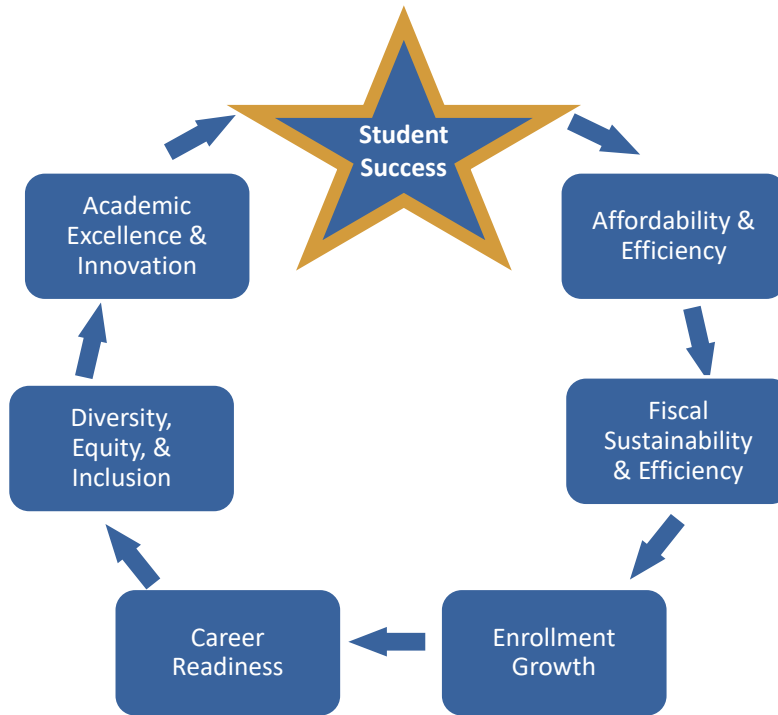 Student
Success
Affordability &
Efficiency
Fiscal
Sustainability
& Efficiency
Enrollment
Growth
Career
Readiness
Diversity,
Equity, &
Inclusion
Academic
Excellence &
Innovation